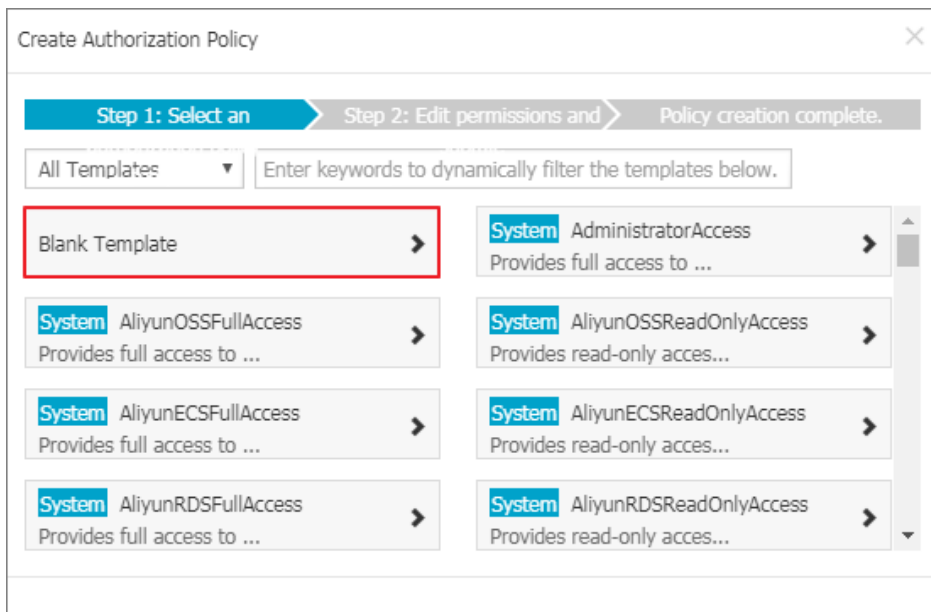 Create Authorization Policy
Step 1: Select an
Step 2: Edit permissions and
Policy creation complete.
All Templates
Enter keywords to dynamically filter the templates below.
Blank Template
System AdministratorAccess
Provides full access to ...
System AliyunOSSFullAccess
Provides full access to ...
System AliyunOSSReadOnlyAccess
Provides read-only acces...
System AliyunECSFullAccess
Provides full access to ...
System AliyunECSReadOnlyAccess
Provides read-only acces...
System AliyunRDSFullAccess
Provides full access to ...
System AliyunRDSReadOnlyAccess
Provides read-only acces...